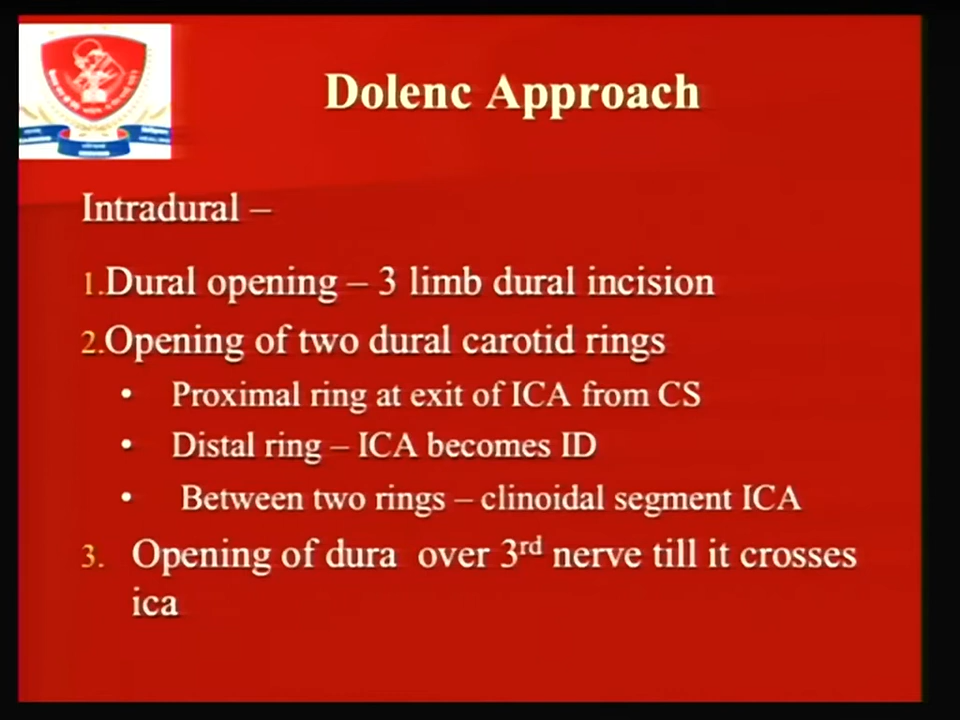 Dolenc Approach
Intradural –
1.Dural opening – 3 limb dural incision
2.Opening of two dural carotid rings
• Proximal ring at exit of ICA from CS
• Distal ring – ICA becomes ID
• Between two rings – clinoidal segment ICA
3. Opening of dura over 3rd nerve till it crosses
ica